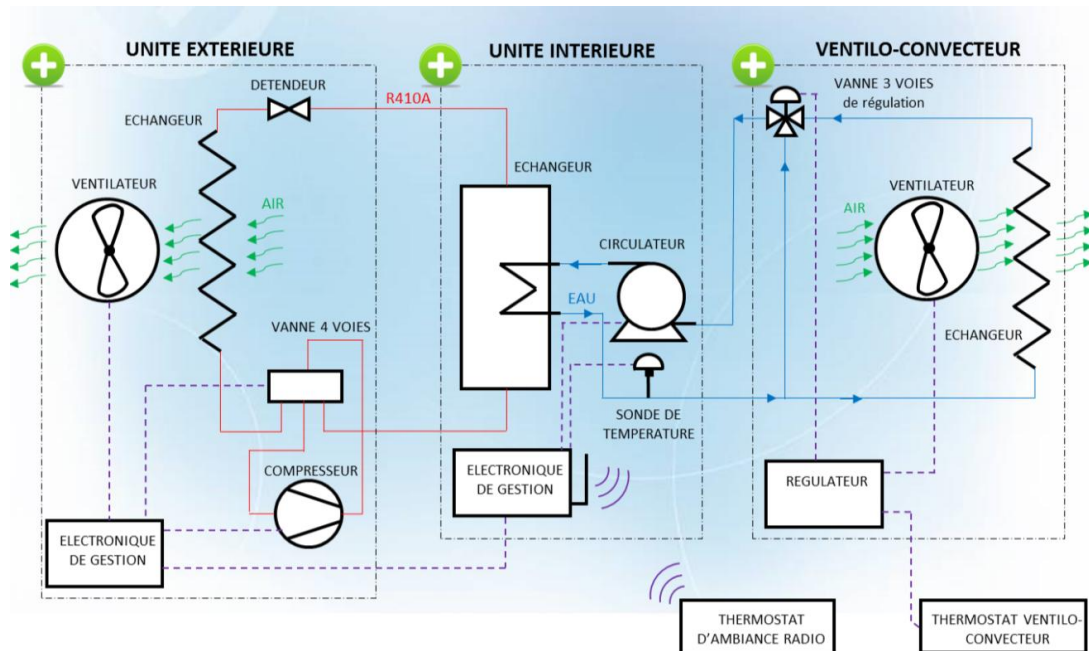 UNITE EXTERIEURE
UNITE INTERIEURE
VENTILO-CONVECTEUR
DETENDEUR
R410A
VANNE 3 VOIES
de régulation
ECHANGEUR
ECHANGEUR
VENTILATEUR
AIR
VENTILATEUR
AIR
CIRCULATEUR
EAU
VANNE 4 VOIES
ECHANGEUR
SONDE DE
TEMPERATURE
COMPRESSEUR
ELECTRONIQUE
DE GESTION
REGULATEUR
ELECTRONIQUE
DE GESTION
THERMOSTAT
D’AMBIANCE RADIO
THERMOSTAT VENTILO-
CONVECTEUR